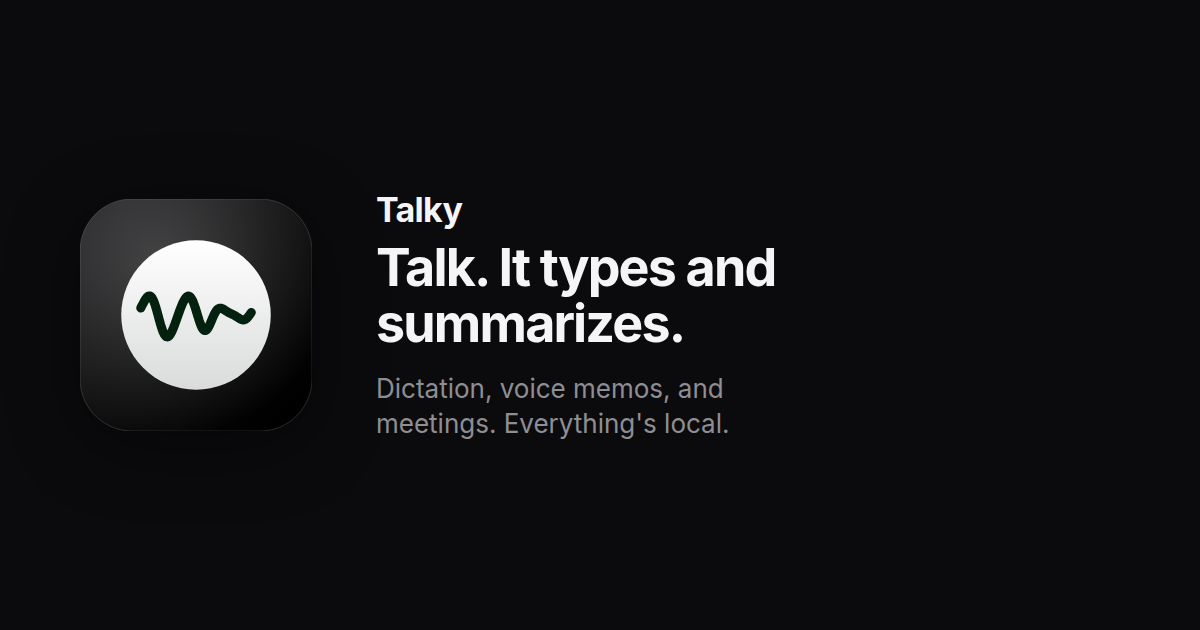 Talky
Talk. It types and
summarizes.
Dictation, voice memos, and
meetings. Everything's local.